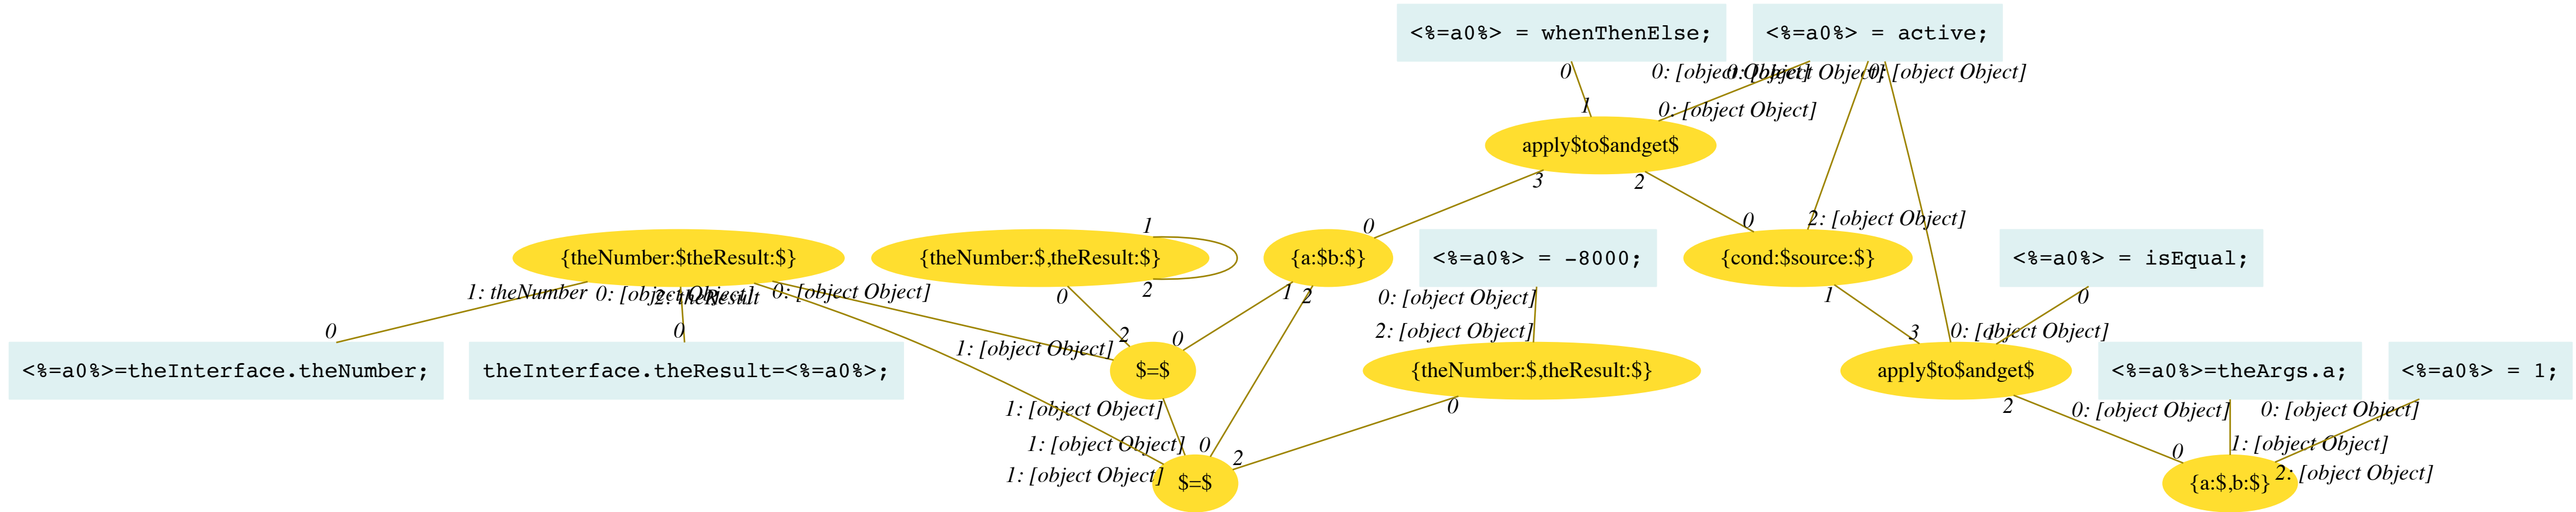 <%=a0%> = whenThenElse;
<%=a0%> = active;
0
0: [object Object]
0: [object Object]
0: [object Object]
1
0: [object Object]
apply$to$andget$
3
2
1
0
0
2: [object Object]
{theNumber:$theResult:$}
{theNumber:$,theResult:$}
{a:$b:$}
<%=a0%> = -8000;
{cond:$source:$}
<%=a0%> = isEqual;
1: theNumber
0: [object Object]
2: theResult
0: [object Object]
0
2
1
2
0: [object Object]
1
0
0
0
2
0
2: [object Object]
3
0: [object Object]
1
1: [object Object]
<%=a0%>=theInterface.theNumber;
theInterface.theResult=<%=a0%>;
$=$
{theNumber:$,theResult:$}
apply$to$andget$
<%=a0%>=theArgs.a;
<%=a0%> = 1;
1: [object Object]
0
2
0: [object Object]
0: [object Object]
1: [object Object]
0
2
0
1: [object Object]
1: [object Object]
$=$
{a:$,b:$}
2: [object Object]